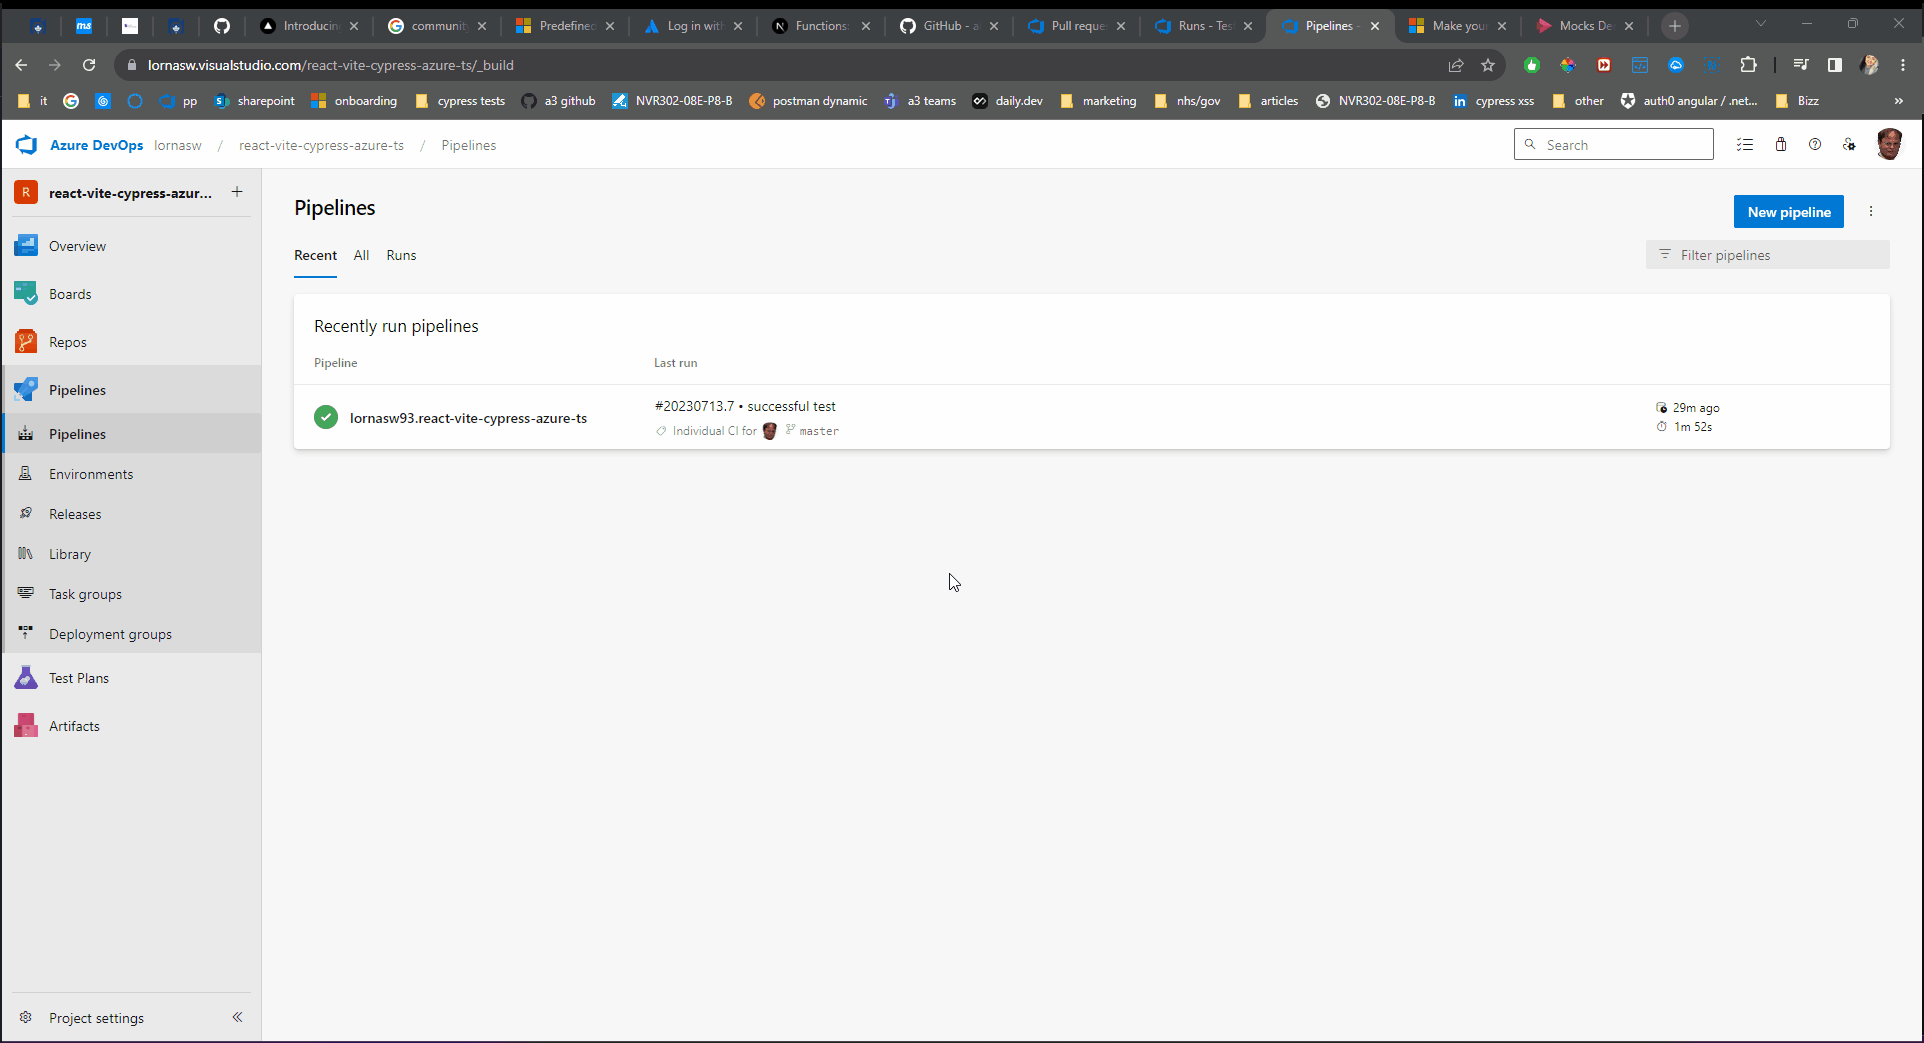 ms
Introducin
community
Predefined
Log in with
Functions:
GitHub - a
Pull reques
Runs - Tes
Pipelines -
Make your
Mocks De
lornasw.visualstudio.com/react-vite-cypress-azure-ts/_build
it
pp
sharepoint
onboarding
cypress tests
a3 github
NVR302-08E-P8-B
postman dynamic
a3 teams
daily.dev
marketing
nhs/gov
articles
NVR302-08E-P8-B
in
cypress xss
other
auth0 angular / .net...
Bizz
»
Azure DevOps lornasw / react-vite-cypress-azure-ts / Pipelines
Search
R react-vite-cypress-azur... +
Overview
Boards
Repos
Pipelines
Pipelines
Environments
Releases
Library
Task groups
Deployment groups
Test Plans
Artifacts
Project settings
Pipelines
New pipeline
Recent All Runs
Filter pipelines
Recently run pipelines
Pipeline Last run
lornasw93.react-vite-cypress-azure-ts
#20230713.7 • successful test
Individual CI for master
29m ago
1m 52s